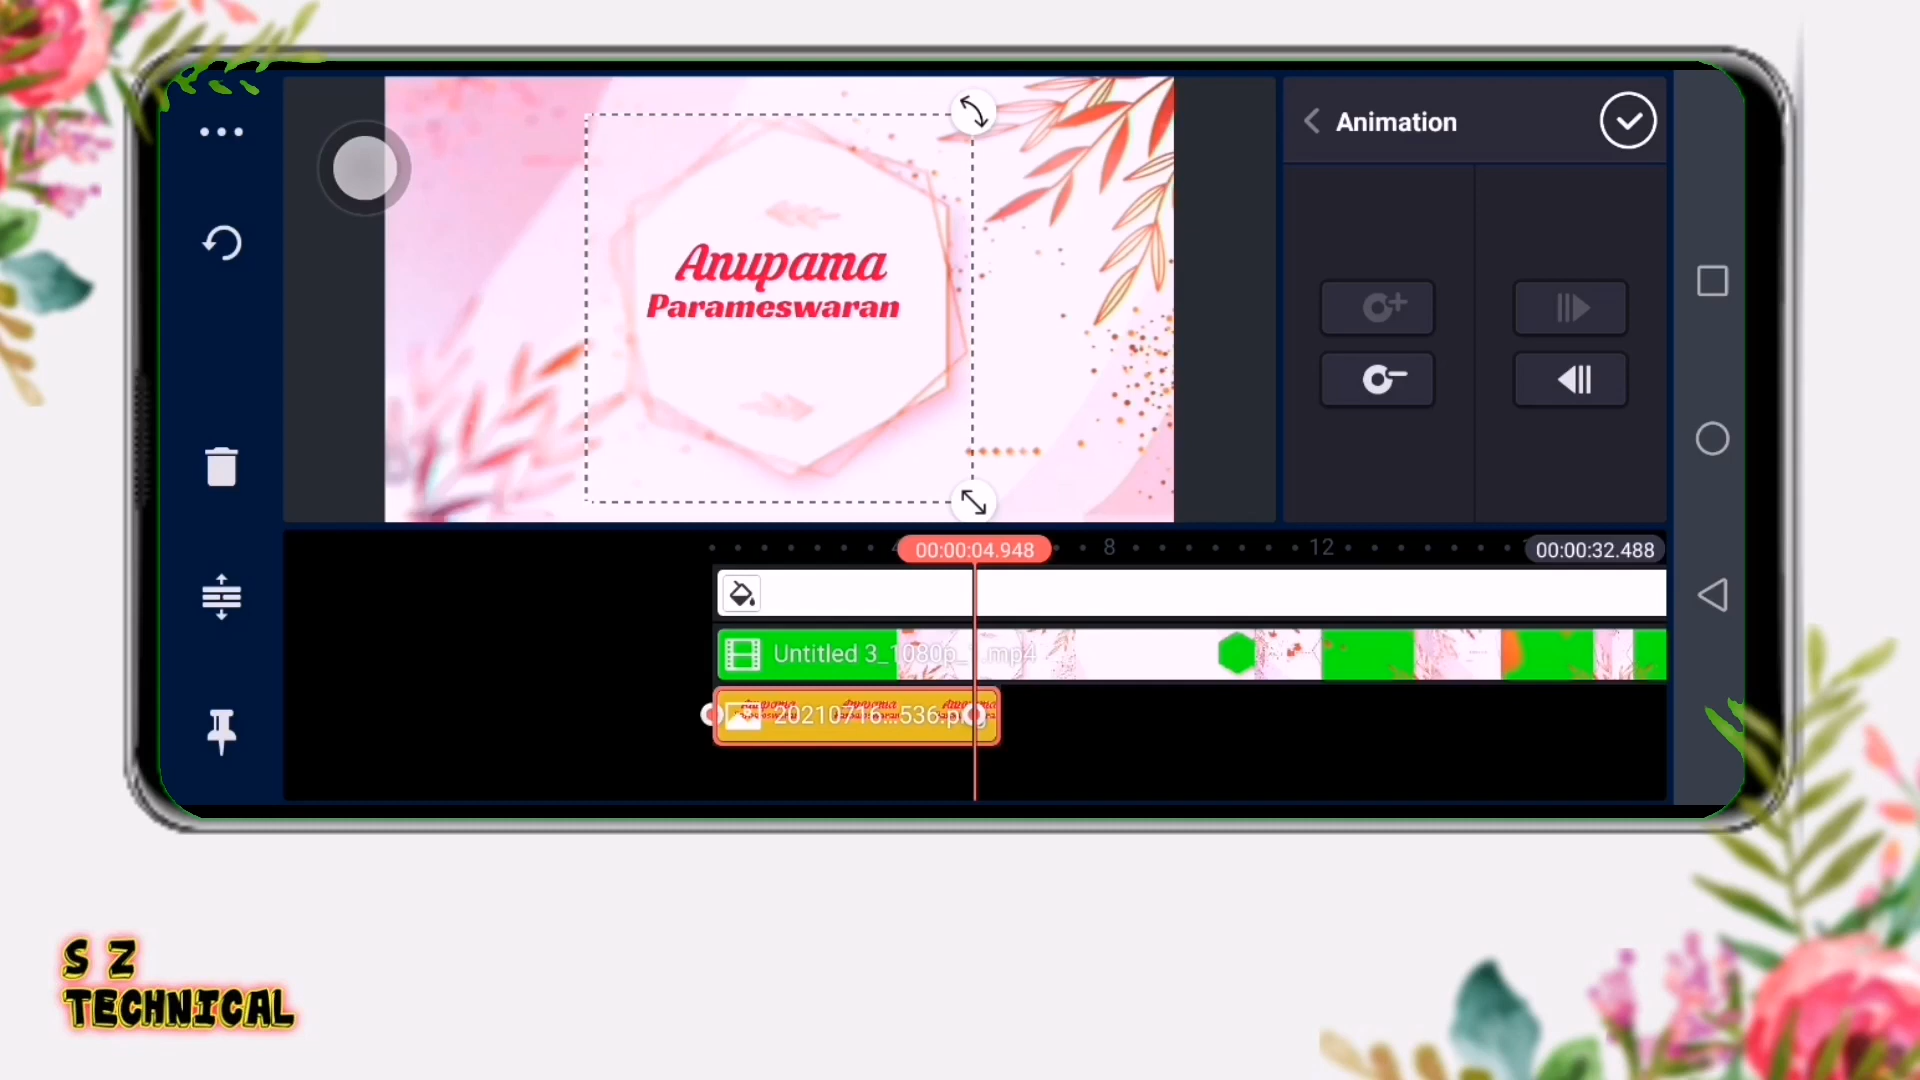 Animation
Anupama
Parameswaran
00:00:04.948
8
12
00:00:32.488
Untitled 3_1080p_1.mp4
20210716...536.png
S Z
TECHNICAL